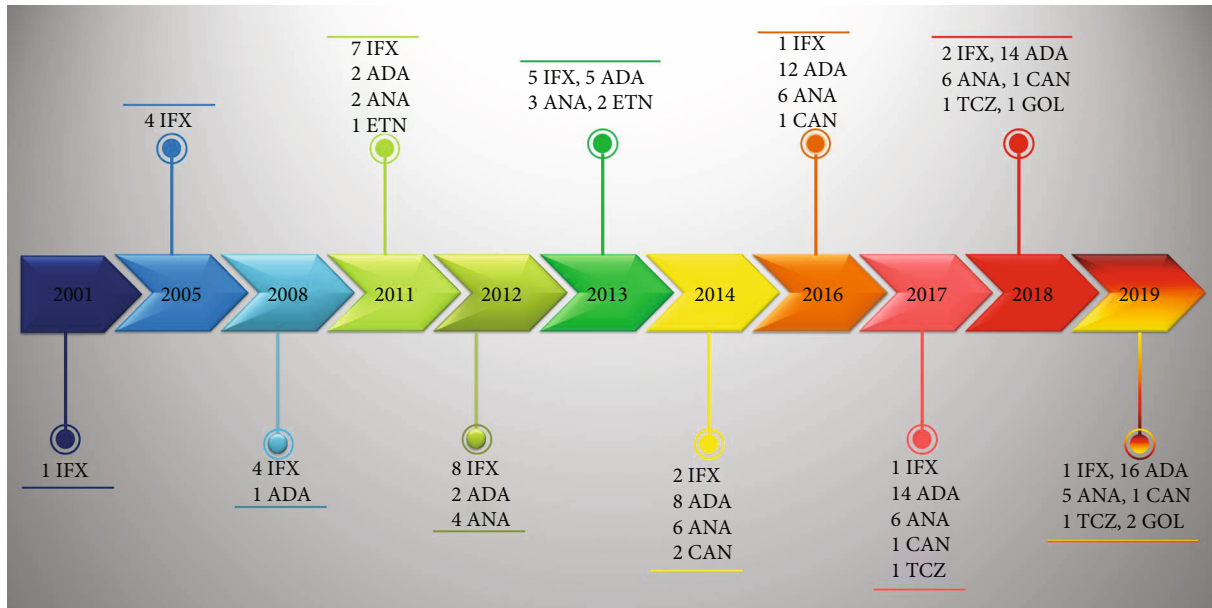 4 IFX
7 IFX
2 ADA
2 ANA
1 ETN
5 IFX, 5 ADA
3 ANA, 2 ETN
1 IFX
12 ADA
6 ANA
1 CAN
2 IFX, 14 ADA
6 ANA, 1 CAN
1 TCZ, 1 GOL
2001
2005
2008
2011
2012
2013
2014
2016
2017
2018
2019
1 IFX
4 IFX
1 ADA
8 IFX
2 ADA
4 ANA
2 IFX
8 ADA
6 ANA
2 CAN
1 IFX
14 ADA
6 ANA
1 CAN
1 TCZ
1 IFX, 16 ADA
5 ANA, 1 CAN
1 TCZ, 2 GOL